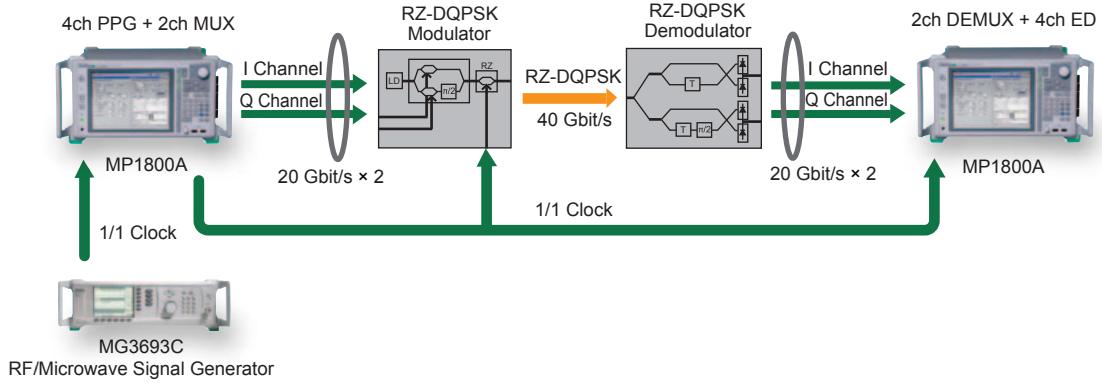 4ch PPG + 2ch MUX
RZ-DQPSK
Modulator
RZ-DQPSK
Demodulator
2ch DEMUX + 4ch ED
I Channel
Q Channel
LD
π/2
RZ
RZ-DQPSK
40 Gbit/s
T
T
π/2
I Channel
Q Channel
MP1800A
20 Gbit/s × 2
20 Gbit/s × 2
MP1800A
1/1 Clock
1/1 Clock
MG3693C
RF/Microwave Signal Generator